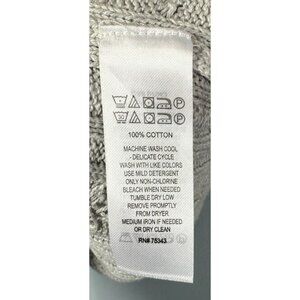 100% COTTON
MACHINE WASH COOL
DELICATE CYCLE
WASH WITH LIKE COLORS
USE MILD DETERGENT
ONLY NON-CHLORINE
BLEACH WHEN NEEDED
TUMBLE DRY LOW
REMOVE PROMPTLY
FROM DRYER
MEDIUM IRON IF NEEDED
OR DRY CLEAN
RN# 75343